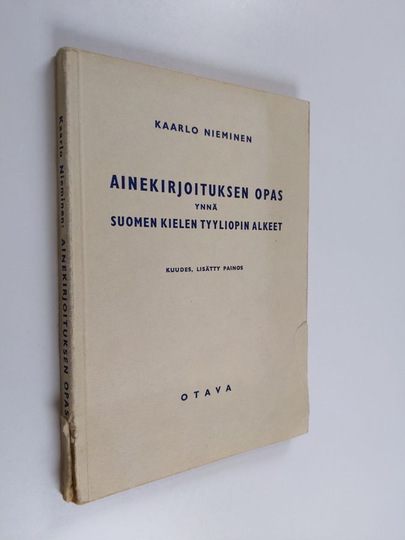 KAARLO NIEMINEN
AINEKIRJOITUKSEN OPAS
YNNÄ
SUOMEN KIELEN TYYLIOPIN ALKEET
KUUDES, LISÄTTY PAINOS
OTAVA
Kaarlo Nieminen: AINEKIRJOITUKSEN OPAS